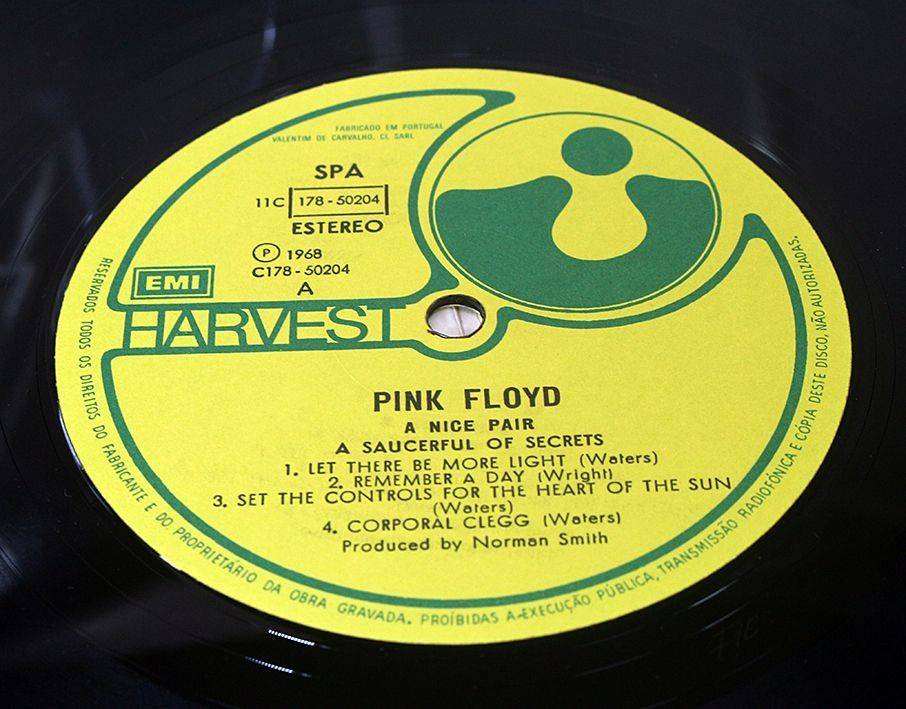 FABRICADO EM PORTUGAL
VALENTIM DE CARVALHO, CI, SARL
SPA
11C 178-50204
ESTEREO
Ⓟ 1968
C178-50204
A
EMI
HARVEST
PINK FLOYD
A NICE PAIR
A SAUCERFUL OF SECRETS
1. LET THERE BE MORE LIGHT (Waters)
2. REMEMBER A DAY (Wright)
3. SET THE CONTROLS FOR THE HEART OF THE SUN
(Waters)
4. CORPORAL CLEGG (Waters)
Produced by Norman Smith
RESERVADOS TODOS OS DIREITOS DO FABRICANTE E DO PROPRIETARIO DA OBRA GRAVADA. PROÍBIDAS A EXECUÇÃO PÚBLICA, TRANSMISSÃO RADIOFÓNICA E CÓPIA DESTE DISCO, NÃO AUTORIZADAS.